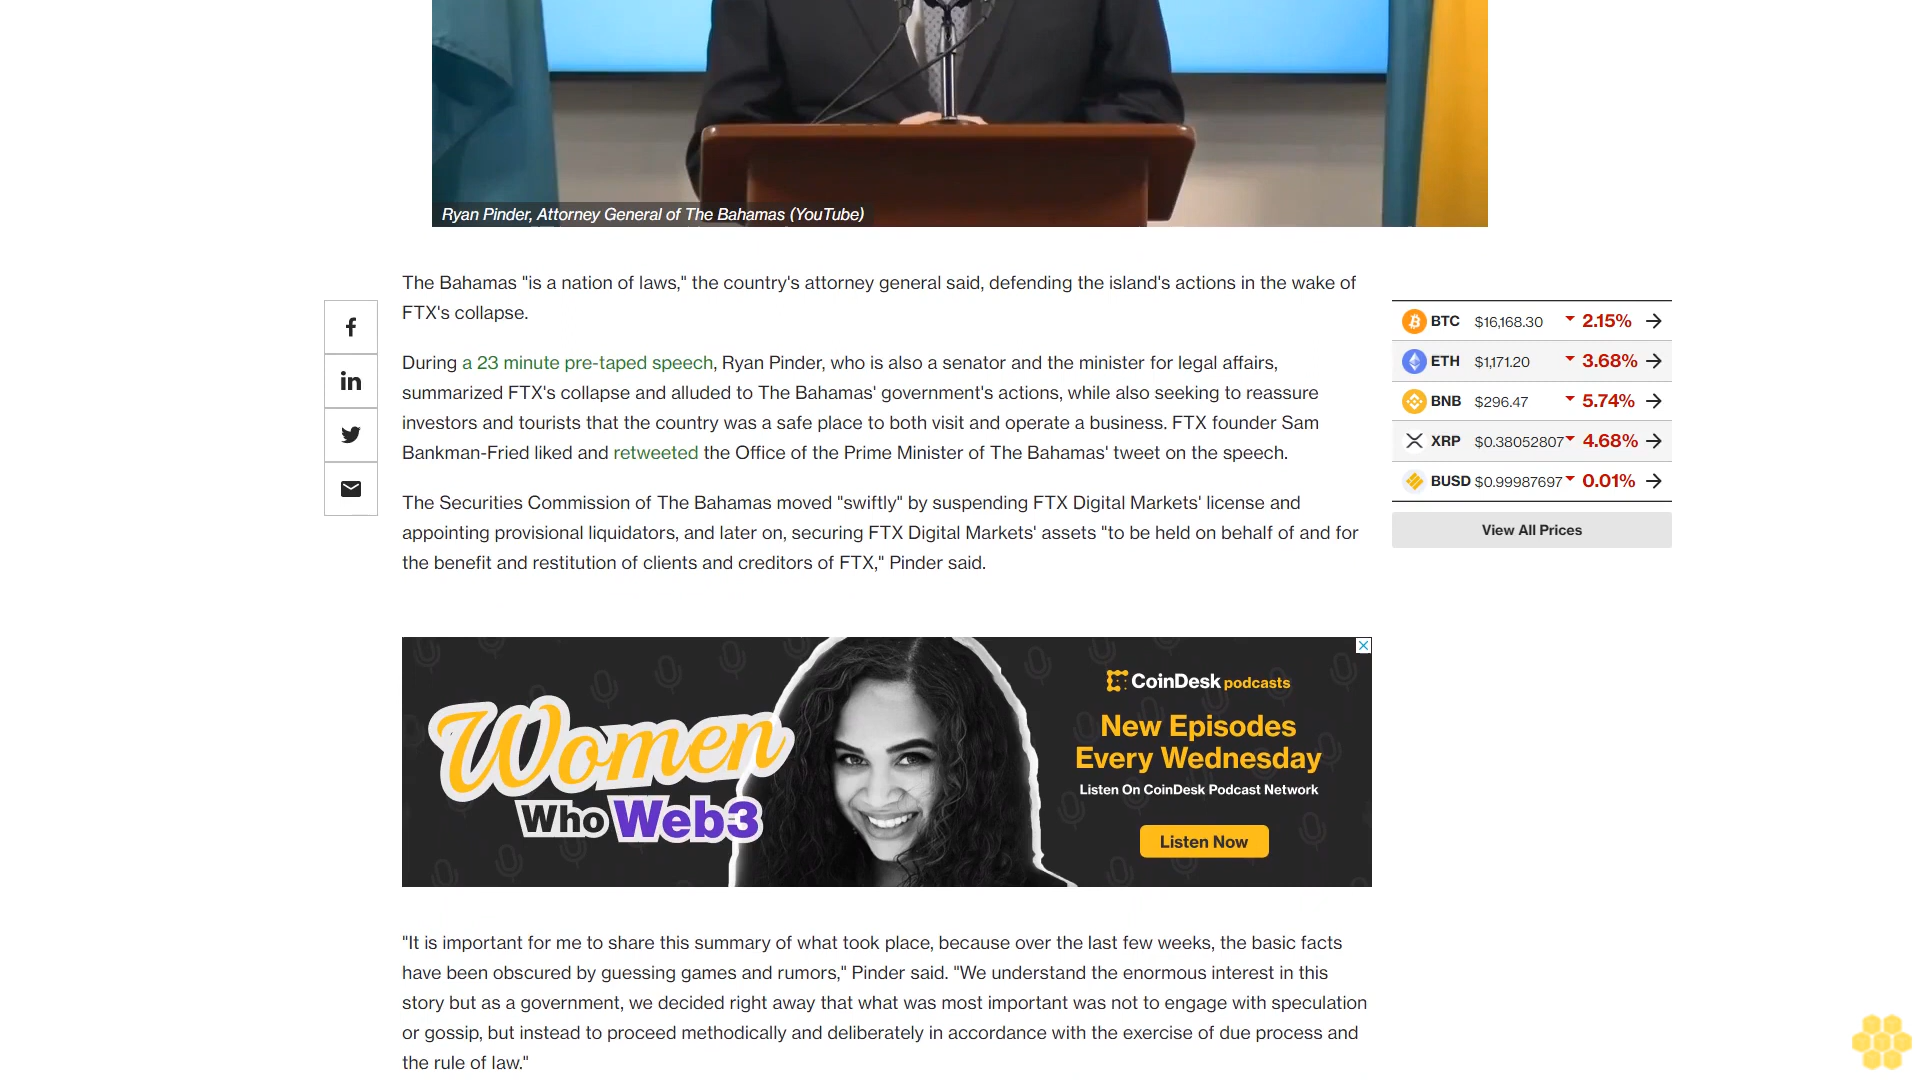 Ryan Pinder, Attorney General of The Bahamas (YouTube)
The Bahamas "is a nation of laws," the country's attorney general said, defending the island's actions in the wake of
FTX's collapse.
During a 23 minute pre-taped speech, Ryan Pinder, who is also a senator and the minister for legal affairs,
summarized FTX's collapse and alluded to The Bahamas' government's actions, while also seeking to reassure
investors and tourists that the country was a safe place to both visit and operate a business. FTX founder Sam
Bankman-Fried liked and retweeted the Office of the Prime Minister of The Bahamas' tweet on the speech.
The Securities Commission of The Bahamas moved "swiftly" by suspending FTX Digital Markets' license and
appointing provisional liquidators, and later on, securing FTX Digital Markets' assets "to be held on behalf of and for
the benefit and restitution of clients and creditors of FTX," Pinder said.
BTC $16,168.30 2.15%
ETH $1,171.20 3.68%
BNB $296.47 5.74%
XRP $0.38052807 4.68%
BUSD $0.99987697 0.01%
View All Prices
Women
Who Web3
CoinDesk podcasts
New Episodes
Every Wednesday
Listen On CoinDesk Podcast Network
Listen Now
"It is important for me to share this summary of what took place, because over the last few weeks, the basic facts
have been obscured by guessing games and rumors," Pinder said. "We understand the enormous interest in this
story but as a government, we decided right away that what was most important was not to engage with speculation
or gossip, but instead to proceed methodically and deliberately in accordance with the exercise of due process and
the rule of law."